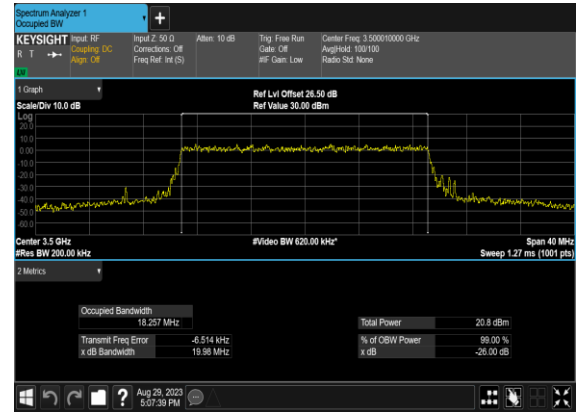 Spectrum Analyzer 1
Occupied BW
+
KEYSIGHT Input: RF Input Z: 50 Ω Atten: 10 dB Trig: Free Run Center Freq: 3.500010000 GHz
R T Coupling: DC Corrections: Off Gate: Off Avg|Hold: 100/100
Align: Off Freq Ref: Int (S) #IF Gain: Low Radio Std: None
LW
1 Graph
Ref Lvl Offset 26.50 dB
Scale/Div 10.0 dB Ref Value 30.00 dBm
Log
20.0
10.0
0.00
-10.0
-20.0
-30.0
-40.0
-50.0
-60.0
Center 3.5 GHz #Video BW 620.00 kHz* Span 40 MHz
#Res BW 200.00 kHz Sweep 1.27 ms (1001 pts)
2 Metrics
Occupied Bandwidth
18.257 MHz Total Power 20.8 dBm
Transmit Freq Error -6.514 kHz % of OBW Power 99.00 %
x dB Bandwidth 19.98 MHz x dB -26.00 dB
?
Aug 29, 2023
5:07:39 PM